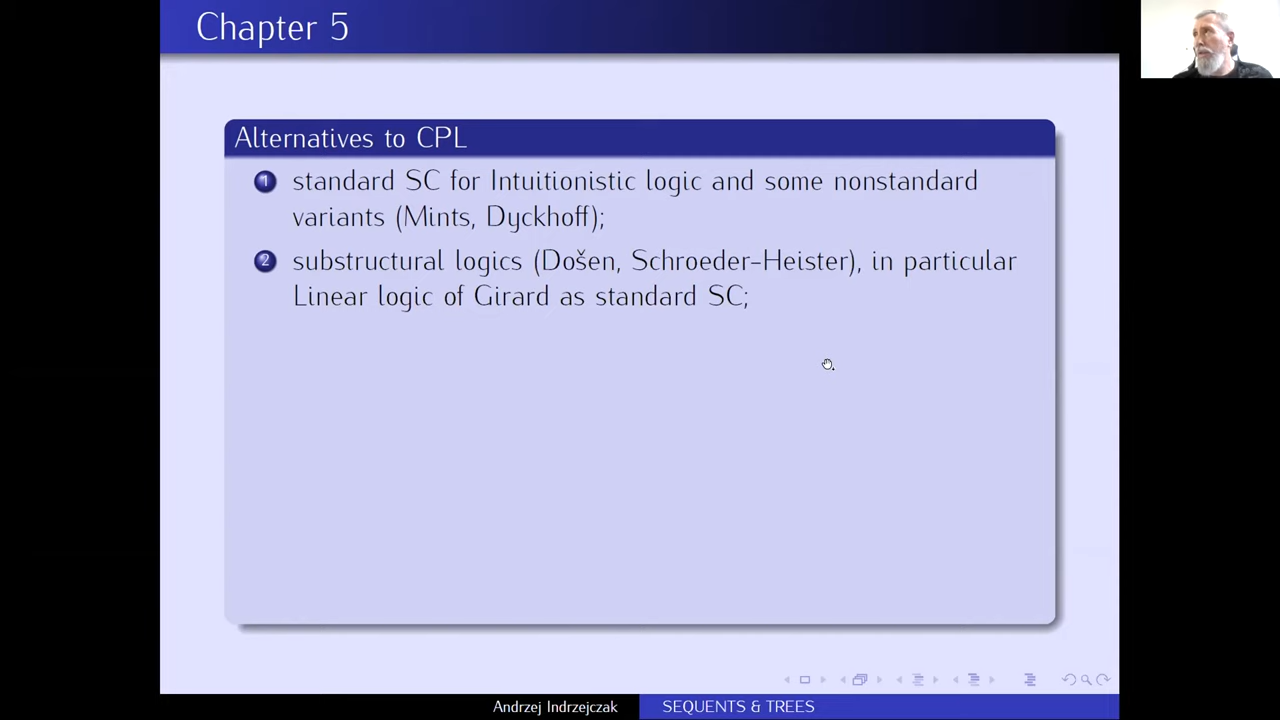 Chapter 5
Alternatives to CPL
1 standard SC for Intuitionistic logic and some nonstandard
variants (Mints, Dyckhoff);
2 substructural logics (Došen, Schroeder-Heister), in particular
Linear logic of Girard as standard SC;
Andrzej Indrzejczak SEQUENTS & TREES